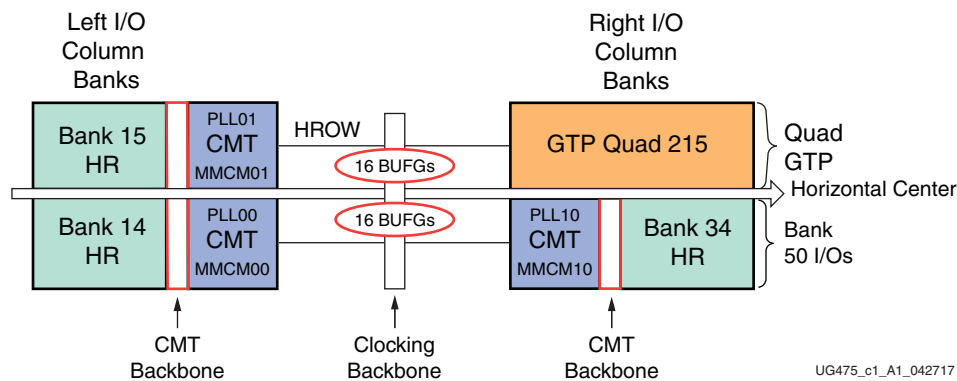 Left I/O
Column
Banks
Right I/O
Column
Banks
Bank 15
HR
PLL01
CMT
MMCM01
HROW
16 BUFGs
GTP Quad 215
Quad
GTP
Horizontal Center
Bank 14
HR
PLL00
CMT
MMCM00
16 BUFGs
PLL10
CMT
MMCM10
Bank 34
HR
Bank
50 I/Os
CMT
Backbone
Clocking
Backbone
CMT
Backbone
UG475_c1_A1_042717